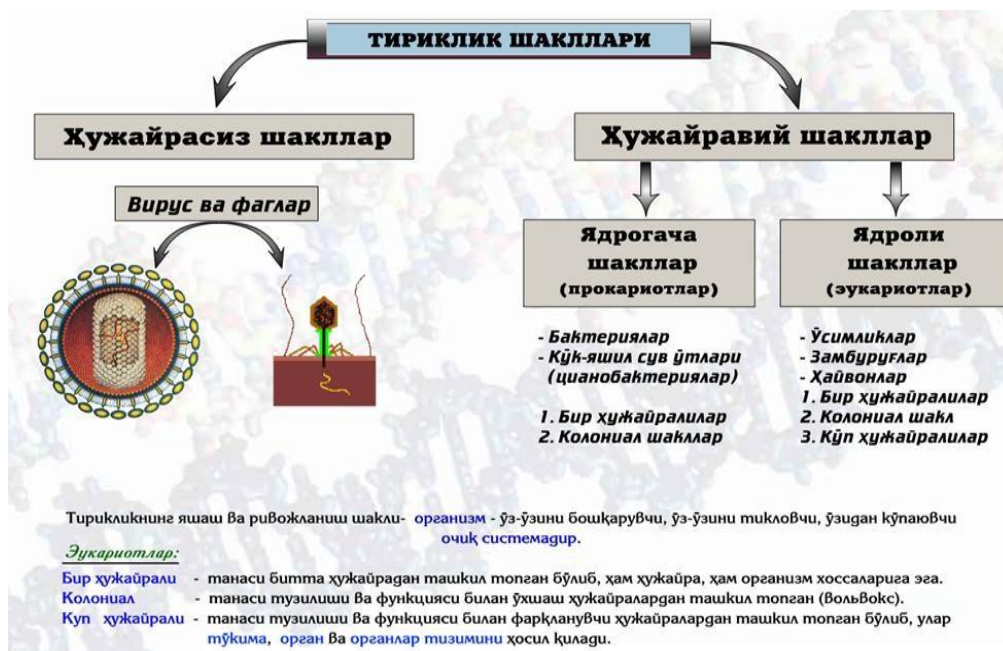 ТИРИКЛИК ШАКЛЛАРИ
Ҳужайрасиз шакллар
Вирус ва фаглар
Ҳужайравий шакллар
Ядрогача
шакллар
(прокариотлар)
- Бактериялар
- Кўк-яшил сув ўтлари
(цианобактериялар)
1. Бир ҳужайралилар
2. Колониал шакллар
Ядроли
шакллар
(эукариотлар)
- Ўсимликлар
- Замбуруғлар
- Ҳайвонлар
1. Бир ҳужайралилар
2. Колониал шакл
3. Кўп ҳужайралилар
Тирикликнинг яшаш ва ривожланиш шакли- организм - ўз-ўзини бошқарувчи, ўз-ўзини тикловчи, ўзидан кўпаювчи
очиқ системадир.
Эукариотлар:
Бир ҳужайрали - танаси битта ҳужайрадан ташкил топган бўлиб, ҳам ҳужайра, ҳам организм хоссаларига эга.
Колониал - танаси тузилиши ва функцияси билан ўхшаш ҳужайралардан ташкил топган (вольвокс).
Куп ҳужайрали - танаси тузилиши ва функцияси билан фарқланувчи ҳужайралардан ташкил топган бўлиб, улар
тўкима, орган ва органлар тизимини ҳосил қилади.